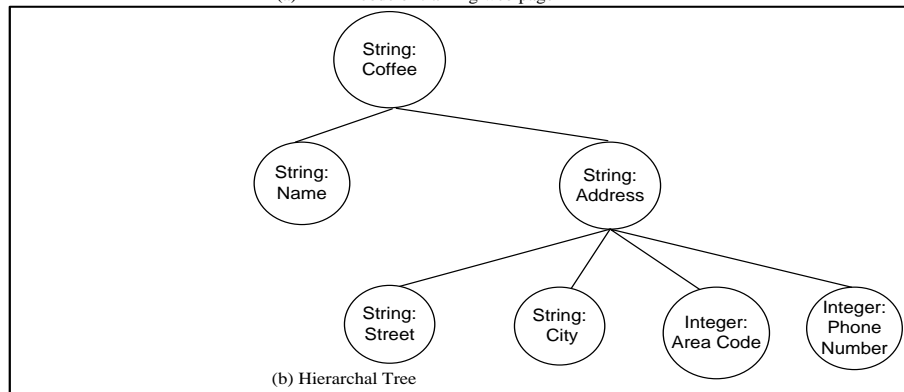 String:
Coffee
String:
Name
String:
Address
String:
Street
String:
City
Integer:
Area Code
Integer:
Phone
Number
(b) Hierarchal Tree